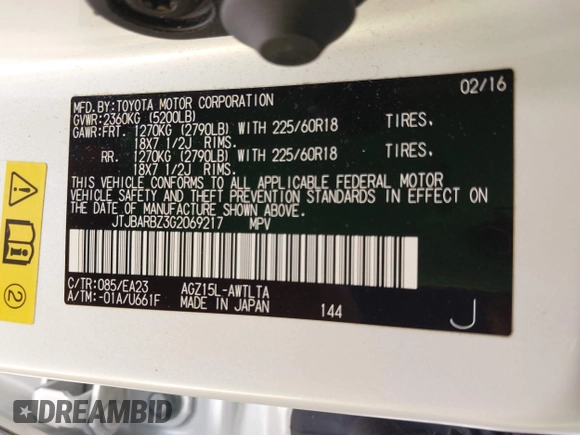 MFD.BY:TOYOTA MOTOR CORPORATION 02/16
GVWR:2360KG (5200LB)
GAWR:FRT. 1270KG (2790LB) WITH 225/60R18 TIRES.
18X7 1/2J RIMS.
RR. 1270KG (2790LB) WITH 225/60R18 TIRES.
18X7 1/2J RIMS.
THIS VEHICLE CONFORMS TO ALL APPLICABLE FEDERAL MOTOR
VEHICLE SAFETY AND THEFT PREVENTION STANDARDS IN EFFECT ON
THE DATE OF MANUFACTURE SHOWN ABOVE.
JTJBARBZ3G2069217 MPV
C/TR:085/EA23 AGZ15L-AWTLTA
A/TM:-01A/U661F MADE IN JAPAN 144 J
2
DREAMBID